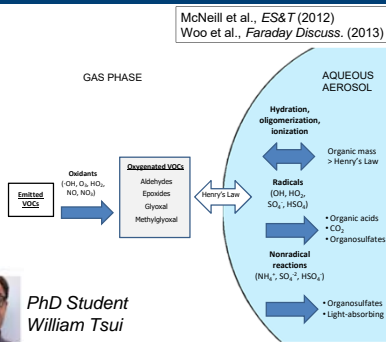 McNeill et al., ES&T (2012)
Woo et al., Faraday Discuss. (2013)
GAS PHASE
AQUEOUS
AEROSOL
Hydration,
oligomerization,
ionization
Organic mass
> Henry's Law
Oxidants
(·OH, O₃, HO₂,
NO, NO₃)
Emitted
VOCs
Oxygenated VOCs
Aldehydes
Epoxides
Glyoxal
Methylglyoxal
Henry's Law
Radicals
(OH, HO₂,
SO₄⁻, HSO₄)
• Organic acids
• CO₂
• Organosulfates
Nonradical
reactions
(NH₄⁺, SO₄⁻², HSO₄⁻)
• Organosulfates
• Light-absorbing
PhD Student
William Tsui